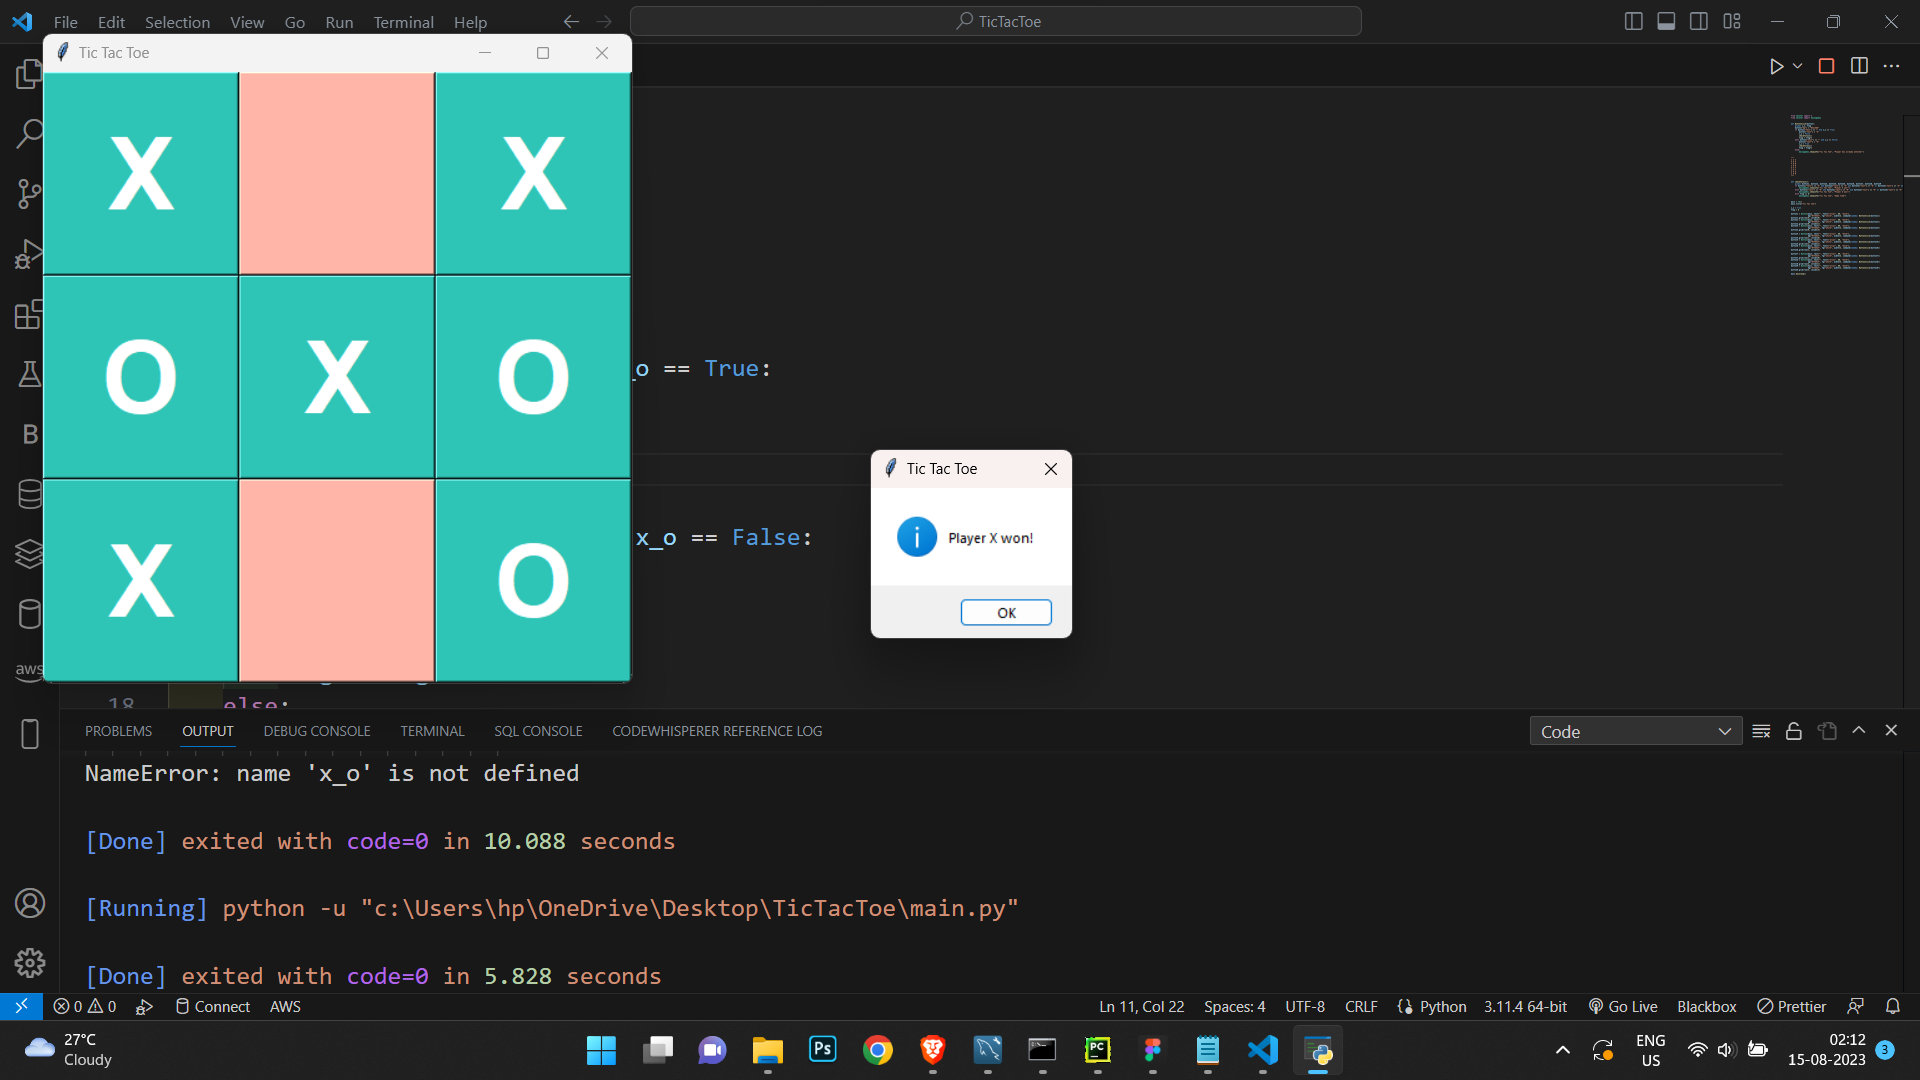 File Edit Selection View Go Run Terminal Help
TicTacToe
Tic Tac Toe
X X
O X O
X O
_o == True:
x_o == False:
Tic Tac Toe
Player X won!
OK
18 else:
PROBLEMS OUTPUT DEBUG CONSOLE TERMINAL SQL CONSOLE CODEWHISPERER REFERENCE LOG
Code
NameError: name 'x_o' is not defined
[Done] exited with code=0 in 10.088 seconds
[Running] python -u "c:\Users\hp\OneDrive\Desktop\TicTacToe\main.py"
[Done] exited with code=0 in 5.828 seconds
B
aws
0 0 Connect AWS
Ln 11, Col 22 Spaces: 4 UTF-8 CRLF Python 3.11.4 64-bit Go Live Blackbox Prettier
27°C
Cloudy
Ps
PC
ENG
US
02:12
15-08-2023
3